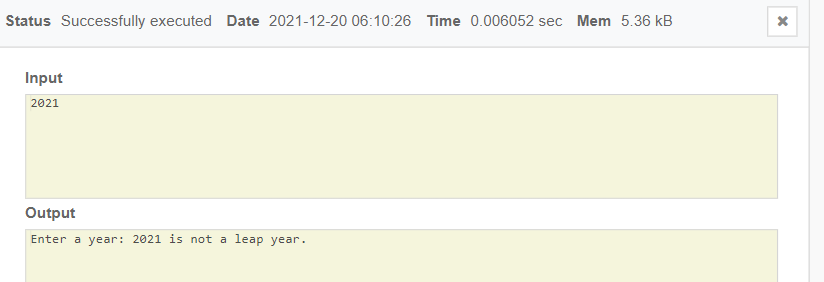 Status Successfully executed Date 2021-12-20 06:10:26 Time 0.006052 sec Mem 5.36 kB
Input
2021
Output
Enter a year: 2021 is not a leap year.